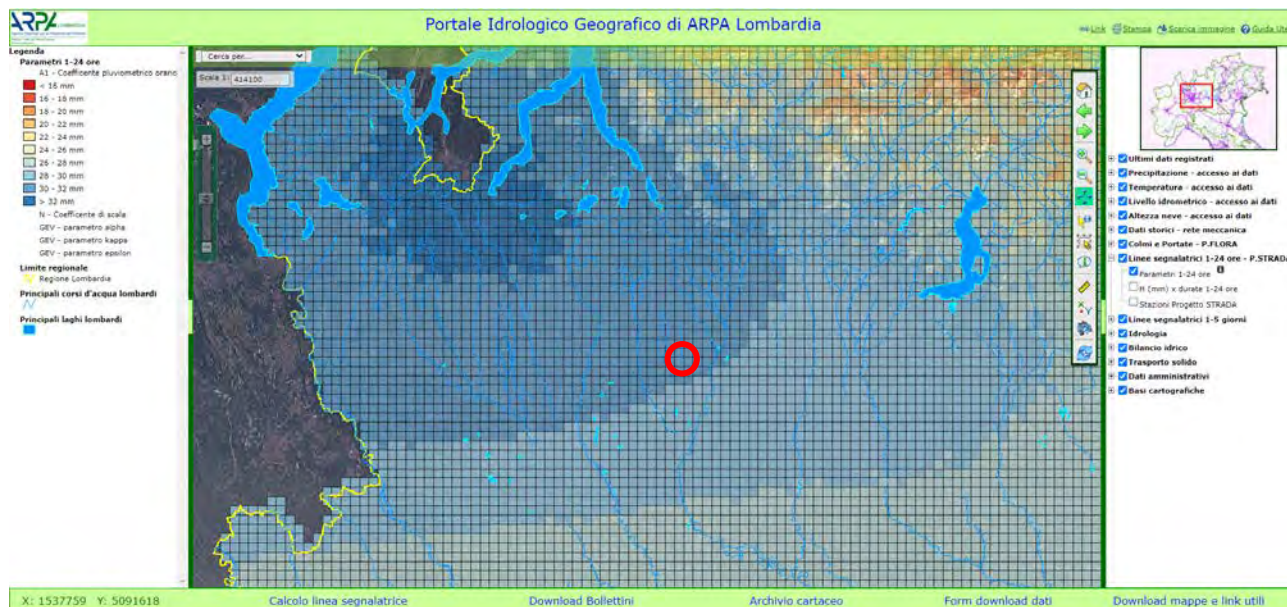 ARPA LOMBARDIA
Portale Idrologico Geografico di ARPA Lombardia
Link Stampa Scarica immagine Guida Ute
Legenda
Parametri 1-24 ore
A1 - Coefficente pluviometrico orario
< 16 mm
16 - 18 mm
18 - 20 mm
20 - 22 mm
22 - 24 mm
24 - 26 mm
26 - 28 mm
28 - 30 mm
30 - 32 mm
> 32 mm
N - Coefficente di scala
GEV - parametro alpha
GEV - parametro kappa
GEV - parametro epsilon
Limite regionale
Regione Lombardia
Principali corsi d'acqua lombardi
Principali laghi lombardi
Cerca per...
Scala 1: 414100
Ultimi dati registrati
Precipitazione - accesso ai dati
Temperatura - accesso ai dati
Livello idrometrico - accesso ai dati
Altezza neve - accesso ai dati
Dati storici - rete meccanica
Colmi e Portate - P.FLORA
Linee segnalatrici 1-24 ore - P.STRADA
Parametri 1-24 ore
H (mm) x durate 1-24 ore
Stazioni Progetto STRADA
Linee segnalatrici 1-5 giorni
Idrologia
Bilancio idrico
Trasporto solido
Dati amministrativi
Basi cartografiche
X: 1537759 Y: 5091618
Calcolo linea segnalatrice
Download Bollettini
Archivio cartaceo
Form download dati
Download mappe e link utili